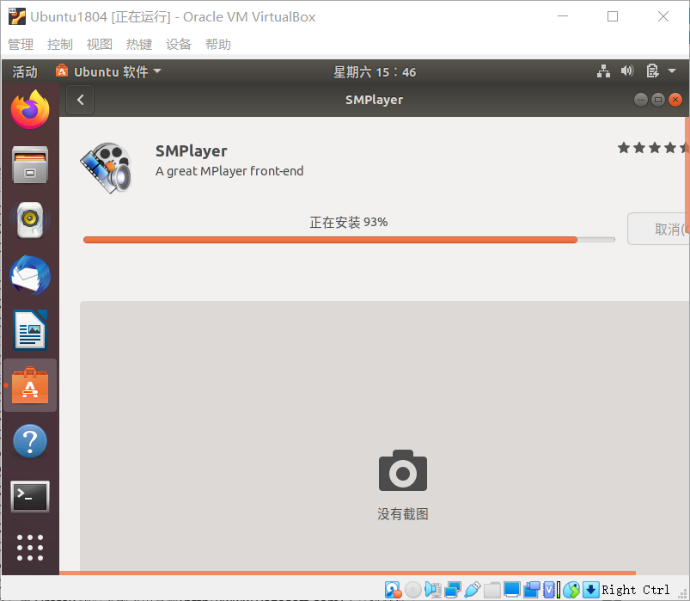 Ubuntu1804 [正在运行] - Oracle VM VirtualBox
管理 控制 视图 热键 设备 帮助
活动 Ubuntu 软件 星期六 15：46
SMPlayer
SMPlayer
A great MPlayer front-end
正在安装 93%
取消(
没有截图
Right Ctrl